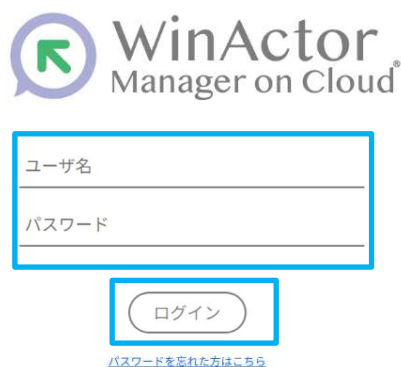 WinActor®
Manager on Cloud
ユーザ名
パスワード
ログイン
パスワードを忘れた方はこちら